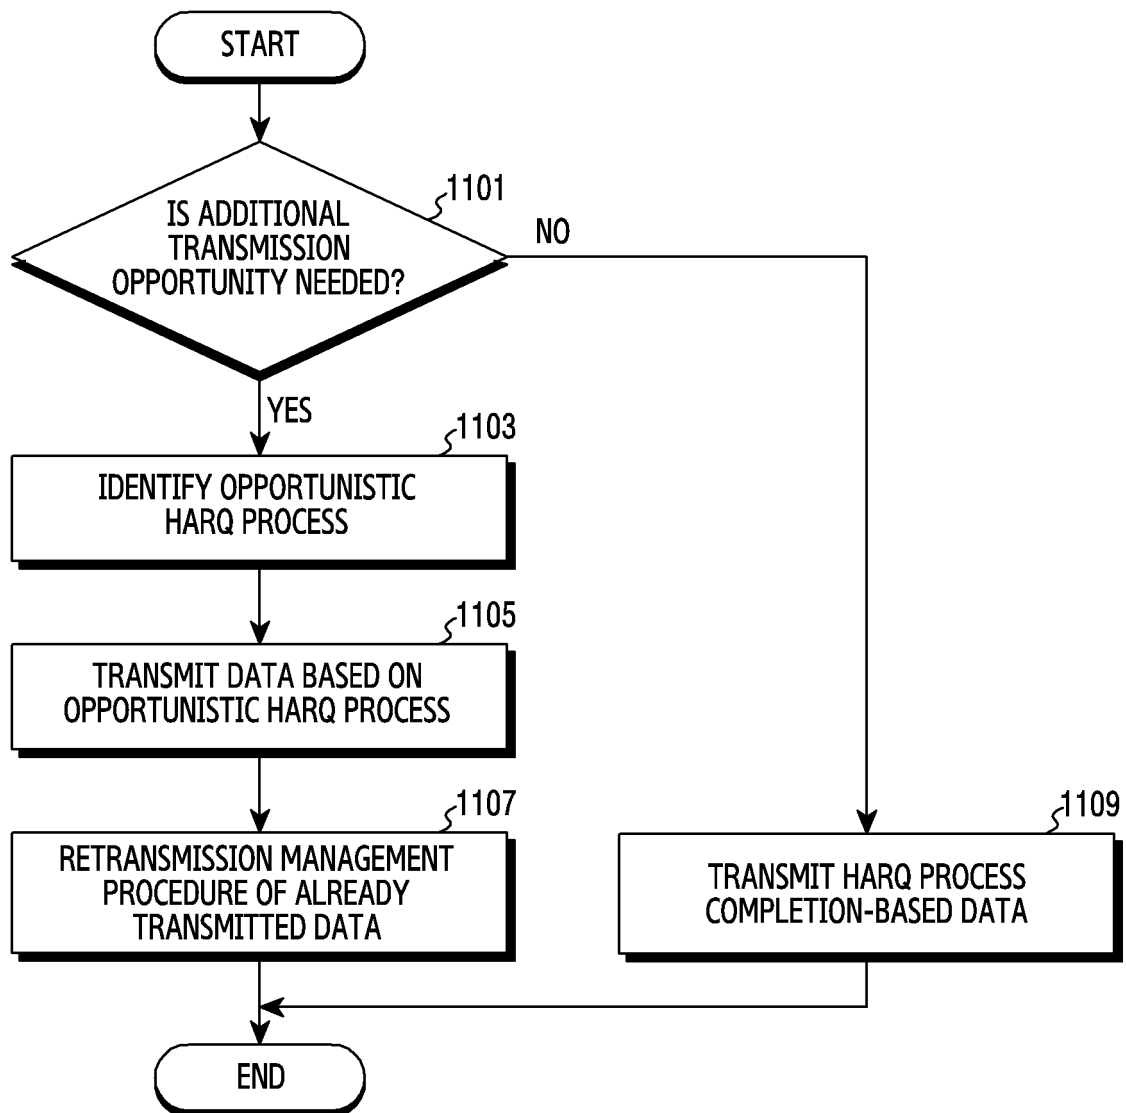 START
1101
IS ADDITIONAL
TRANSMISSION
OPPORTUNITY NEEDED?
NO
YES
1103
IDENTIFY OPPORTUNISTIC
HARQ PROCESS
1105
TRANSMIT DATA BASED ON
OPPORTUNISTIC HARQ PROCESS
1107
RETRANSMISSION MANAGEMENT
PROCEDURE OF ALREADY
TRANSMITTED DATA
1109
TRANSMIT HARQ PROCESS
COMPLETION-BASED DATA
END